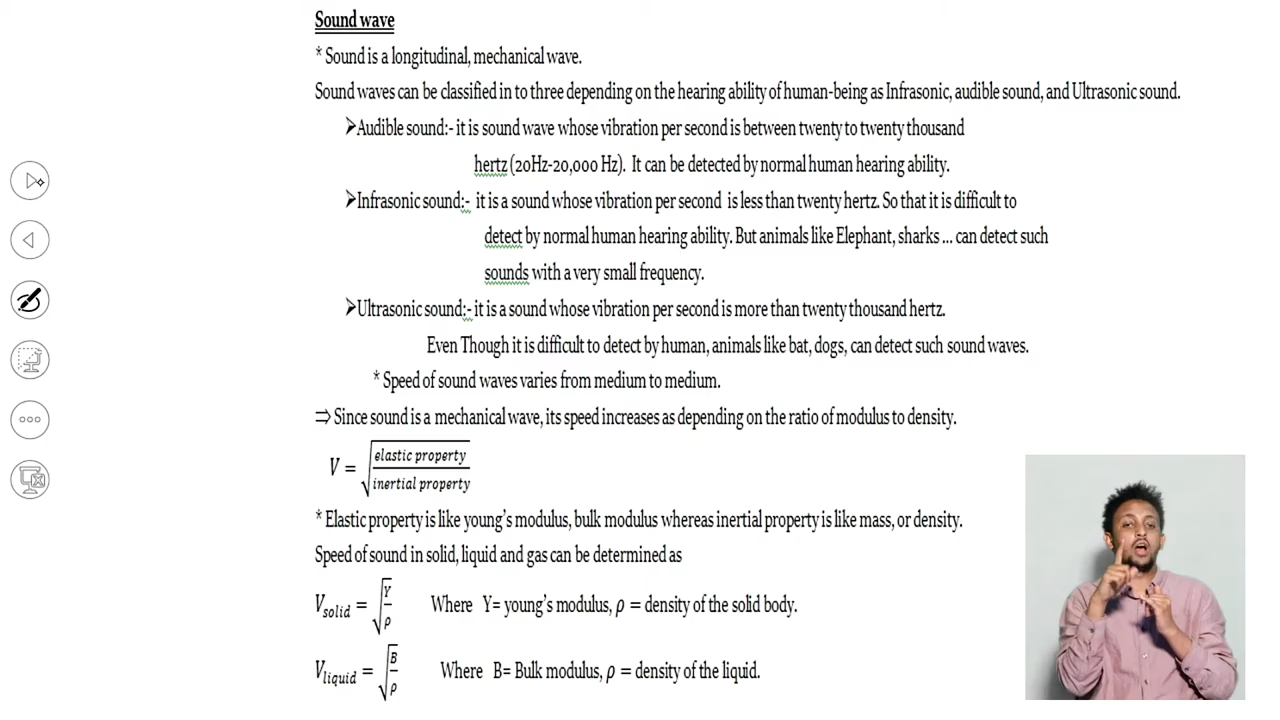 Sound wave
* Sound is a longitudinal, mechanical wave.
Sound waves can be classified in to three depending on the hearing ability of human-being as Infrasonic, audible sound, and Ultrasonic sound.
➢Audible sound:- it is sound wave whose vibration per second is between twenty to twenty thousand
hertz (20Hz-20,000 Hz). It can be detected by normal human hearing ability.
➢Infrasonic sound:- it is a sound whose vibration per second is less than twenty hertz. So that it is difficult to
detect by normal human hearing ability. But animals like Elephant, sharks ... can detect such
sounds with a very small frequency.
➢Ultrasonic sound:- it is a sound whose vibration per second is more than twenty thousand hertz.
Even Though it is difficult to detect by human, animals like bat, dogs, can detect such sound waves.
* Speed of sound waves varies from medium to medium.
⇒ Since sound is a mechanical wave, its speed increases as depending on the ratio of modulus to density.
V = √(elastic property / inertial property)
* Elastic property is like young's modulus, bulk modulus whereas inertial property is like mass, or density.
Speed of sound in solid, liquid and gas can be determined as
V_solid = √(Y/ρ) Where Y= young's modulus, ρ = density of the solid body.
V_liquid = √(B/ρ) Where B= Bulk modulus, ρ = density of the liquid.